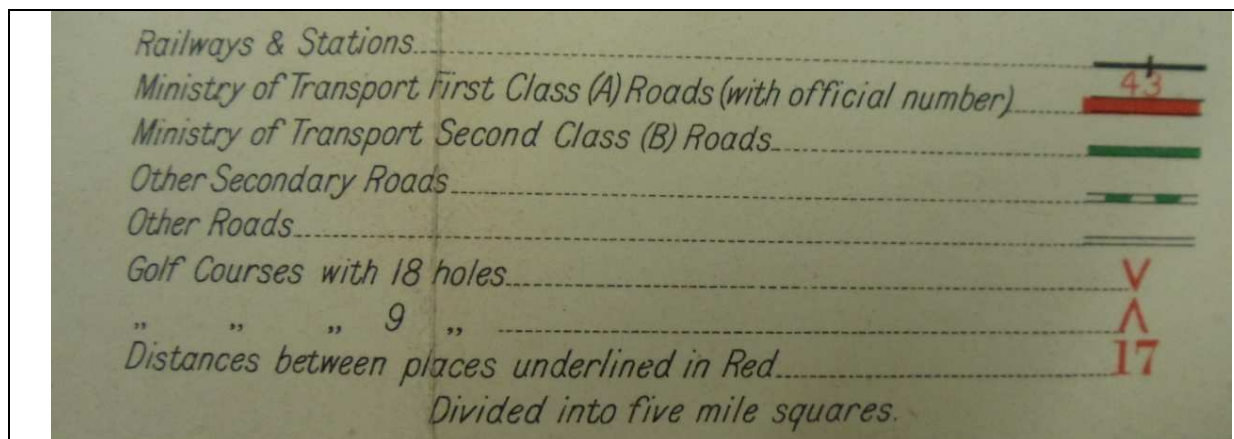 Railways & Stations
43
Ministry of Transport First Class (A) Roads (with official number)
Ministry of Transport Second Class (B) Roads
Other Secondary Roads
Other Roads
Golf Courses with 18 holes
„ „ „ 9 „
Distances between places underlined in Red 17
Divided into five mile squares.